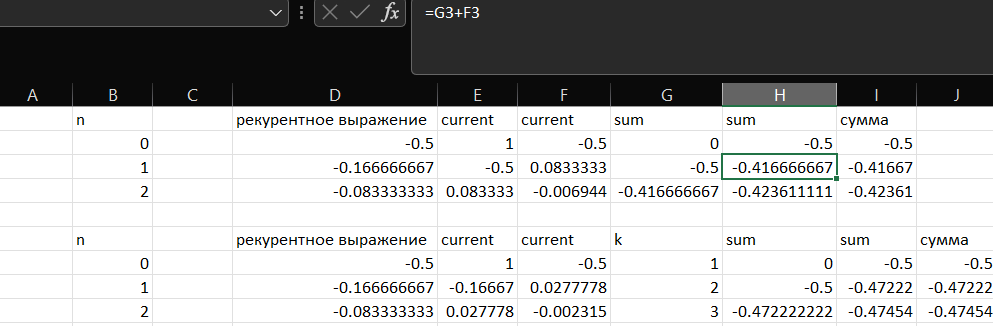 =G3+F3
A B C D E F G H I J
n рекурентное выражение current current sum sum сумма
0 -0.5 1 -0.5 0 -0.5 -0.5
1 -0.166666667 -0.5 0.0833333 -0.5 -0.416666667 -0.41667
2 -0.083333333 0.083333 -0.006944 -0.416666667 -0.423611111 -0.42361
n рекурентное выражение current current k sum sum сумма
0 -0.5 1 -0.5 1 0 -0.5 -0.5
1 -0.166666667 -0.16667 0.0277778 2 -0.5 -0.47222 -0.47222
2 -0.083333333 0.027778 -0.002315 3 -0.472222222 -0.47454 -0.47454